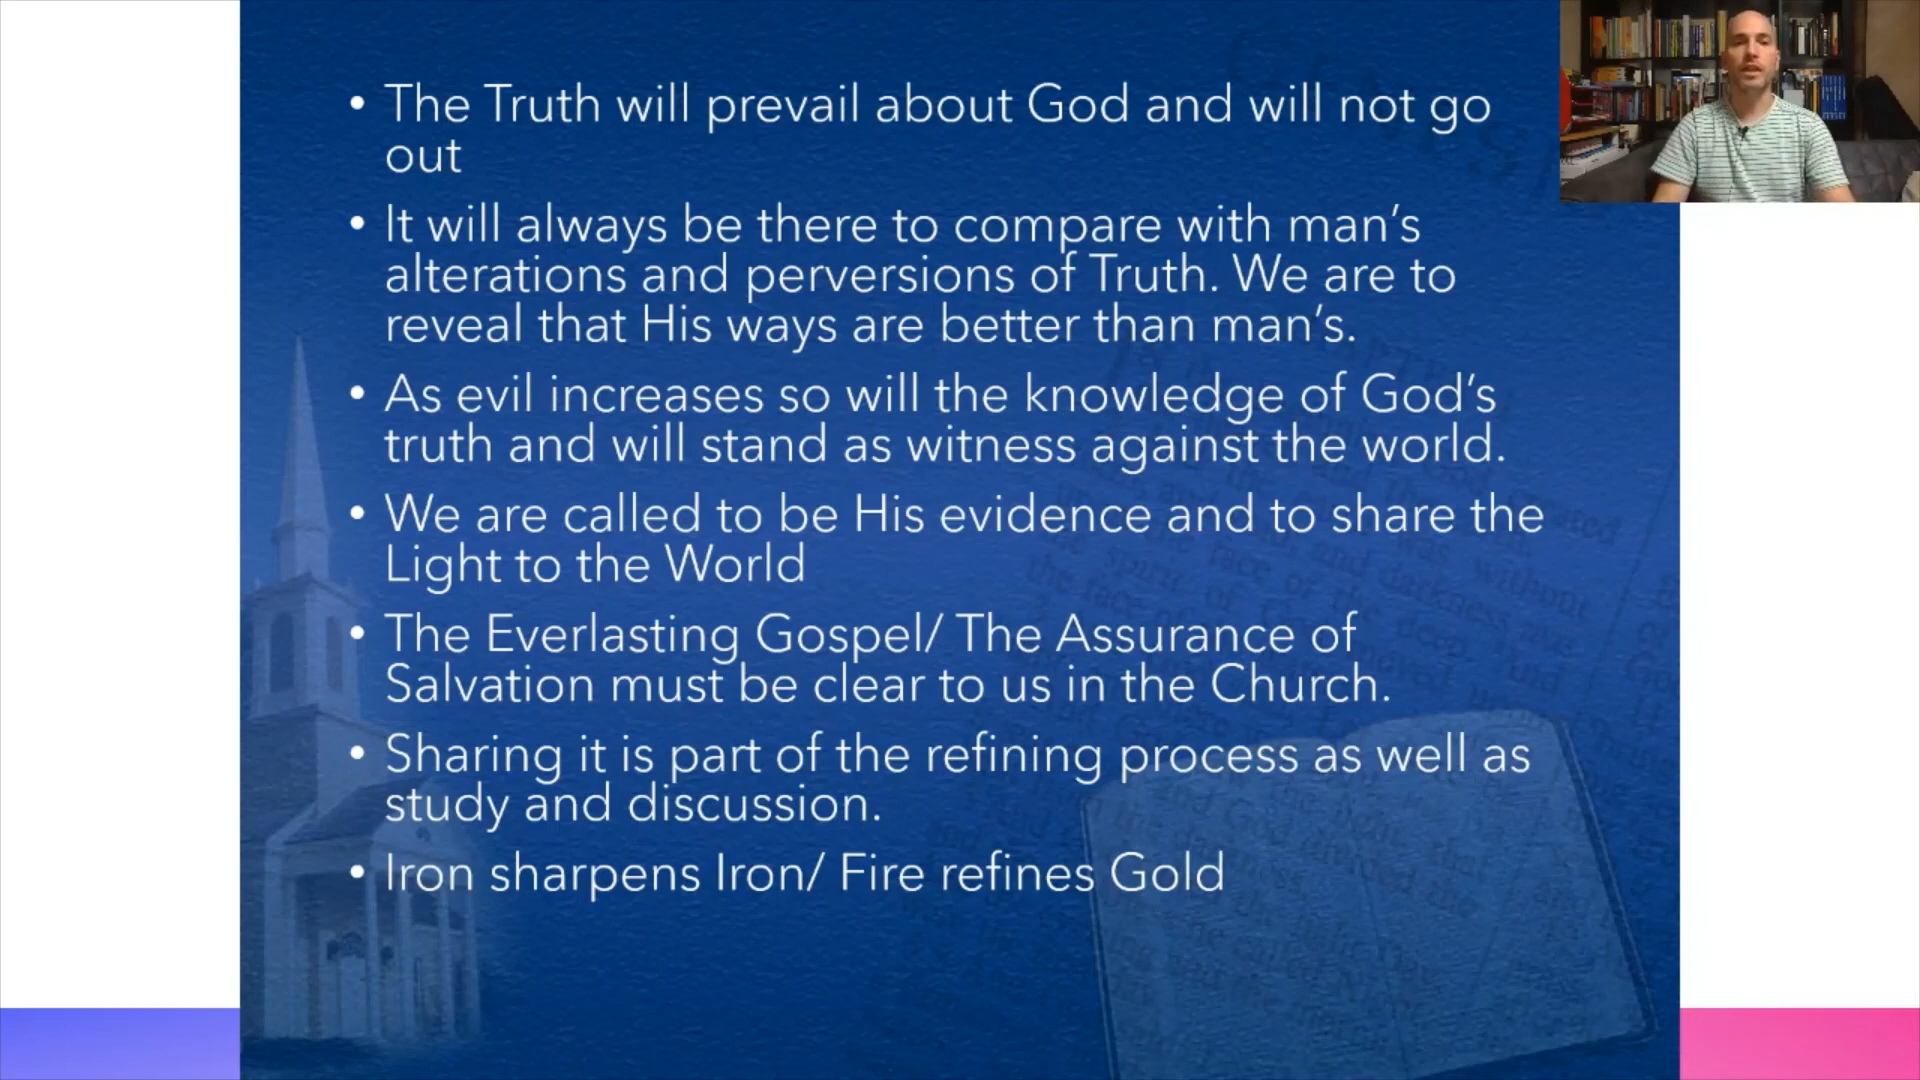 • The Truth will prevail about God and will not go
out
• It will always be there to compare with man's
alterations and perversions of Truth. We are to
reveal that His ways are better than man's.
• As evil increases so will the knowledge of God's
truth and will stand as witness against the world.
• We are called to be His evidence and to share the
Light to the World
• The Everlasting Gospel/ The Assurance of
Salvation must be clear to us in the Church.
• Sharing it is part of the refining process as well as
study and discussion.
• Iron sharpens Iron/ Fire refines Gold